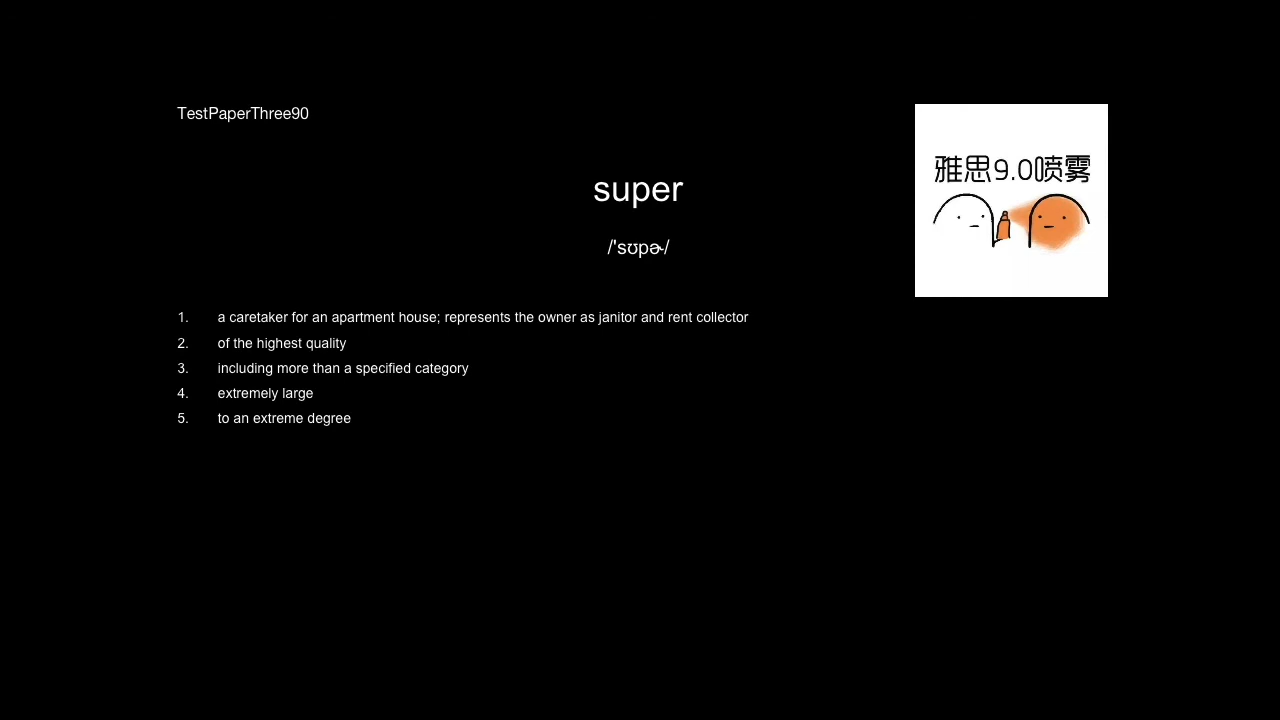 TestPaperThree90
雅思9.0喷雾
super
/'sʊpɚ/
1. a caretaker for an apartment house; represents the owner as janitor and rent collector
2. of the highest quality
3. including more than a specified category
4. extremely large
5. to an extreme degree